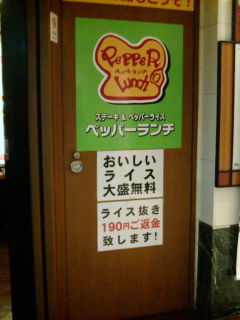 PePPeR
ペッパーランチ
Lunch
ステーキ & ペッパーライス
ペッパーランチ
おいしい
ライス
大盛無料
ライス抜き
190円ご返金
致します!